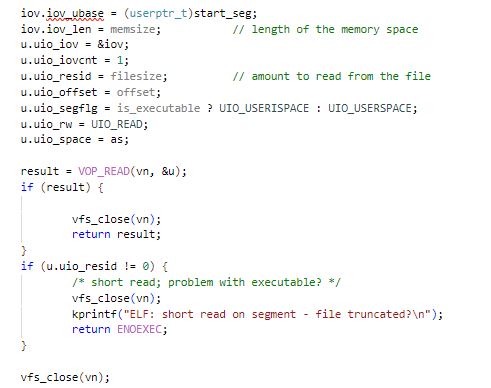 iov.iov_ubase = (userptr_t)start_seg;
iov.iov_len = memsize; // length of the memory space
u.uio_iov = &iov;
u.uio_iovcnt = 1;
u.uio_resid = filesize; // amount to read from the file
u.uio_offset = offset;
u.uio_segflg = is_executable ? UIO_USERISPACE : UIO_USERSPACE;
u.uio_rw = UIO_READ;
u.uio_space = as;
result = VOP_READ(vn, &u);
if (result) {
vfs_close(vn);
return result;
}
if (u.uio_resid != 0) {
/* short read; problem with executable? */
vfs_close(vn);
kprintf("ELF: short read on segment - file truncated?\n");
return ENOEXEC;
}
vfs_close(vn);